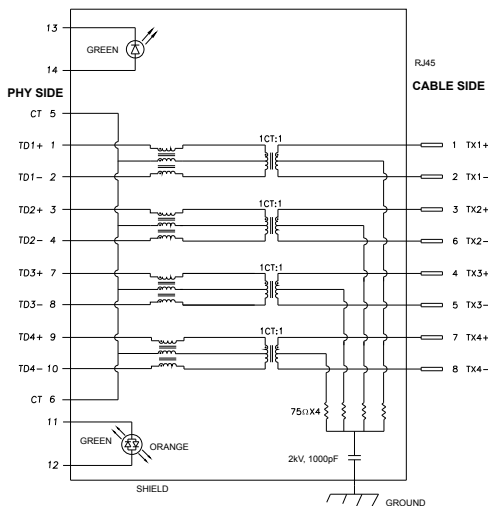 13
GREEN
14
RJ45
PHY SIDE
CABLE SIDE
CT 5
1CT:1
TD1+ 1
1 TX1+
TD1- 2
2 TX1-
1CT:1
TD2+ 3
3 TX2+
TD2- 4
6 TX2-
1CT:1
TD3+ 7
4 TX3+
TD3- 8
5 TX3-
1CT:1
TD4+ 9
7 TX4+
TD4- 10
8 TX4-
CT 6
75ΩX4
11
GREEN
ORANGE
2kV, 1000pF
12
SHIELD
GROUND